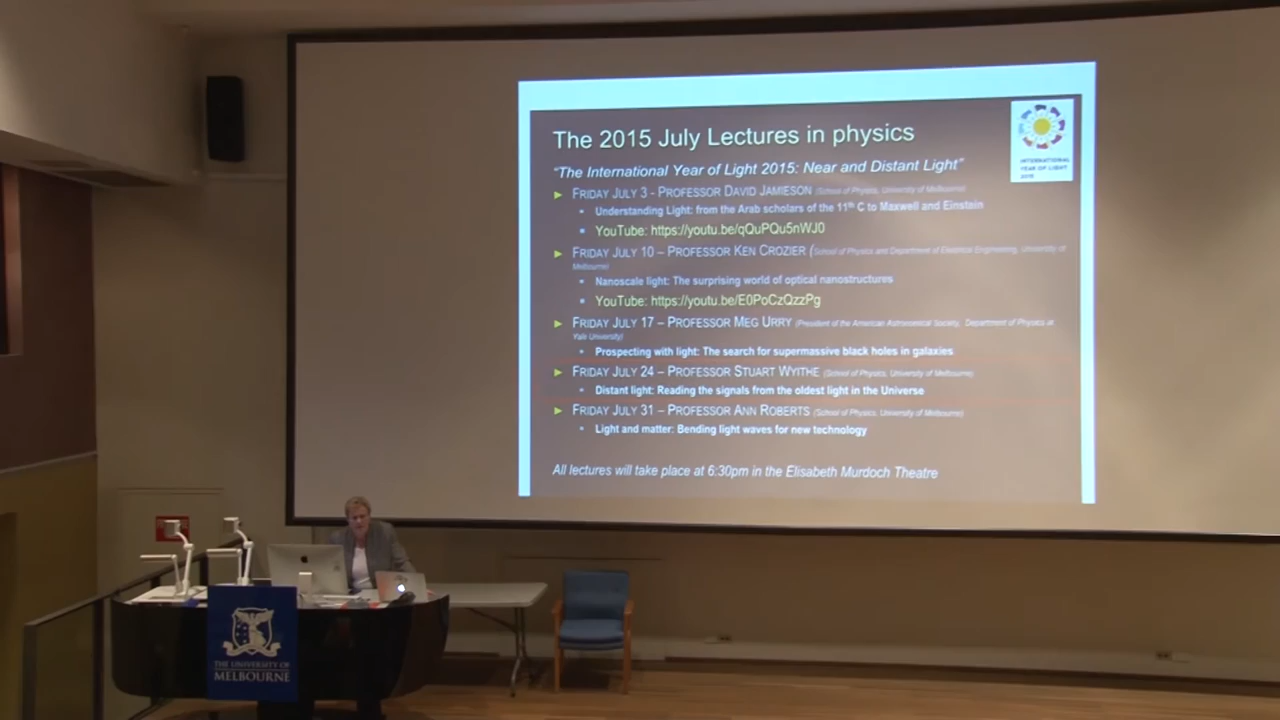 The 2015 July Lectures in physics
INTERNATIONAL
YEAR OF LIGHT
2015
"The International Year of Light 2015: Near and Distant Light"
► FRIDAY JULY 3 - PROFESSOR DAVID JAMIESON (School of Physics, University of Melbourne)
▪ Understanding Light: from the Arab scholars of the 11th C to Maxwell and Einstein
▪ YouTube: https://youtu.be/qQuPQu5nWJ0
► FRIDAY JULY 10 – PROFESSOR KEN CROZIER (School of Physics and Department of Electrical Engineering, University of
Melbourne)
▪ Nanoscale light: The surprising world of optical nanostructures
▪ YouTube: https://youtu.be/E0PoCzQzzPg
► FRIDAY JULY 17 – PROFESSOR MEG URRY (President of the American Astronomical Society, Department of Physics at
Yale University)
▪ Prospecting with light: The search for supermassive black holes in galaxies
► FRIDAY JULY 24 – PROFESSOR STUART WYITHE (School of Physics, University of Melbourne)
▪ Distant light: Reading the signals from the oldest light in the Universe
► FRIDAY JULY 31 – PROFESSOR ANN ROBERTS (School of Physics, University of Melbourne)
▪ Light and matter: Bending light waves for new technology
All lectures will take place at 6:30pm in the Elisabeth Murdoch Theatre
THE UNIVERSITY OF
MELBOURNE